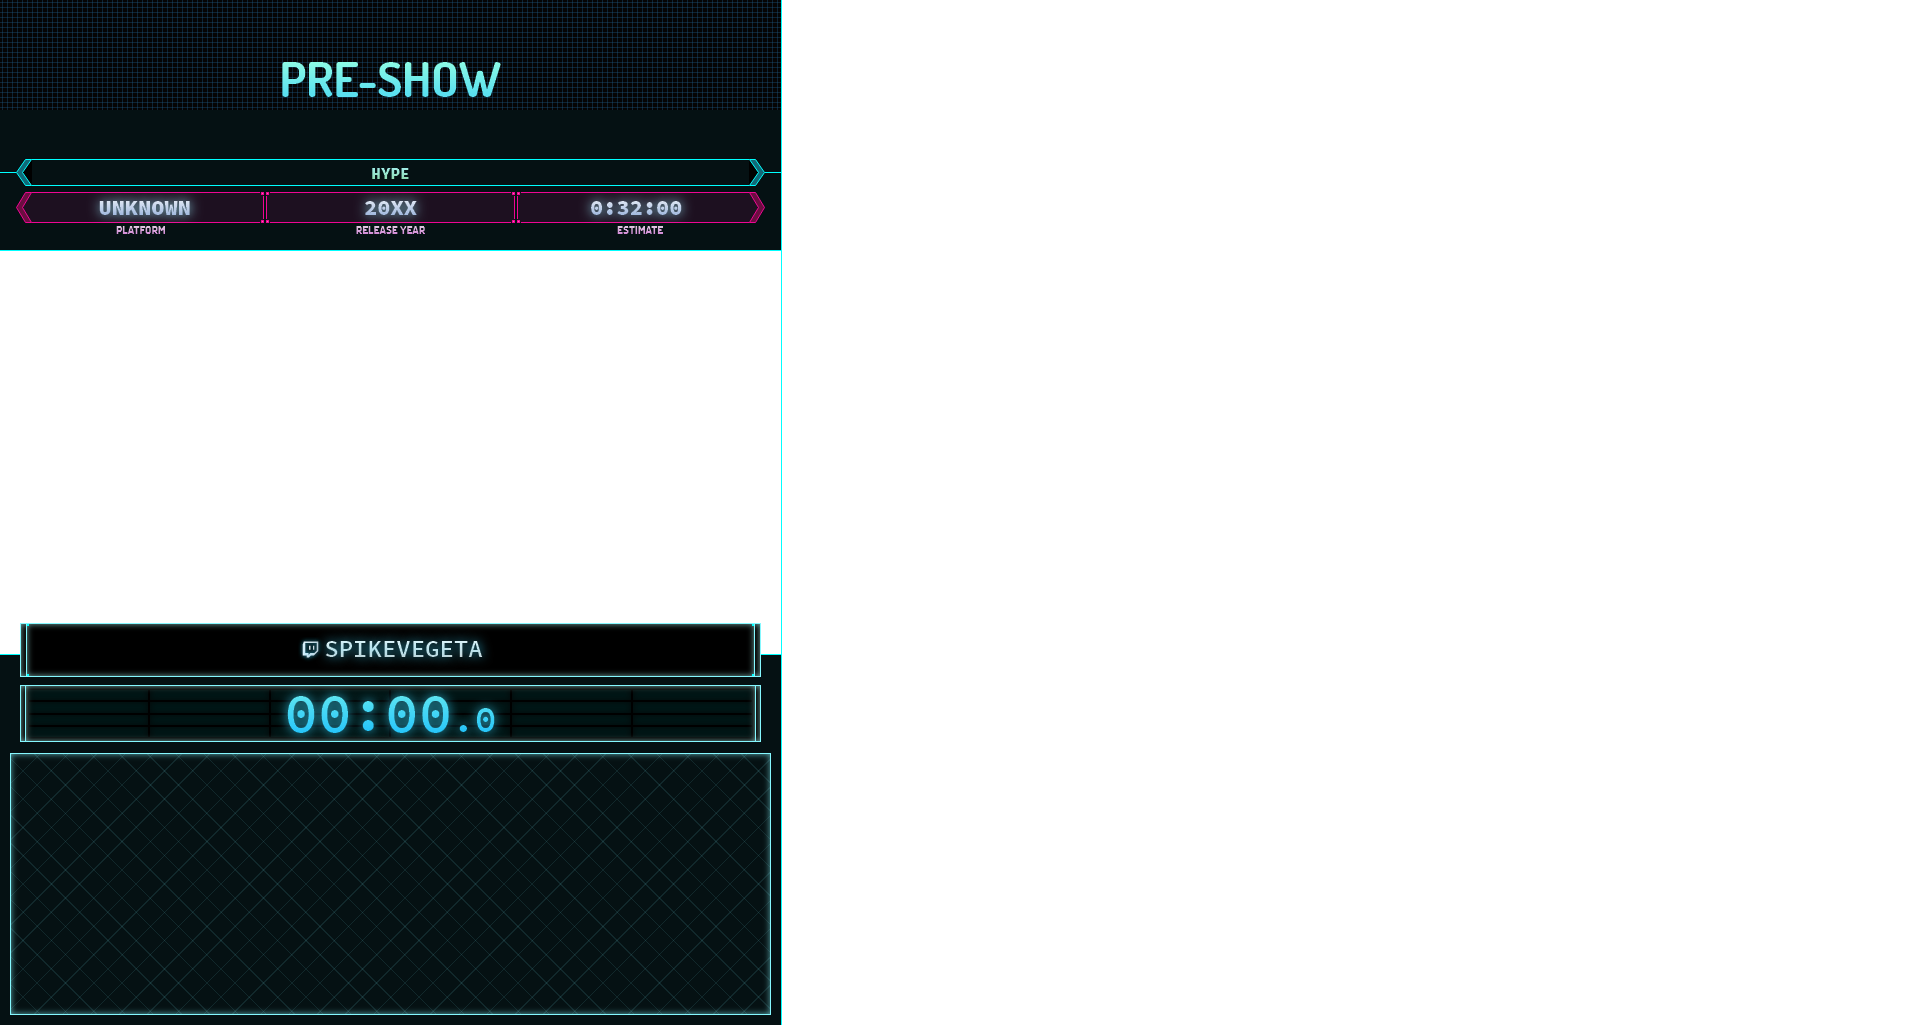 PRE-SHOW
HYPE
UNKNOWN 20XX 0:32:00
PLATFORM RELEASE YEAR ESTIMATE
SPIKEVEGETA
00:00.0